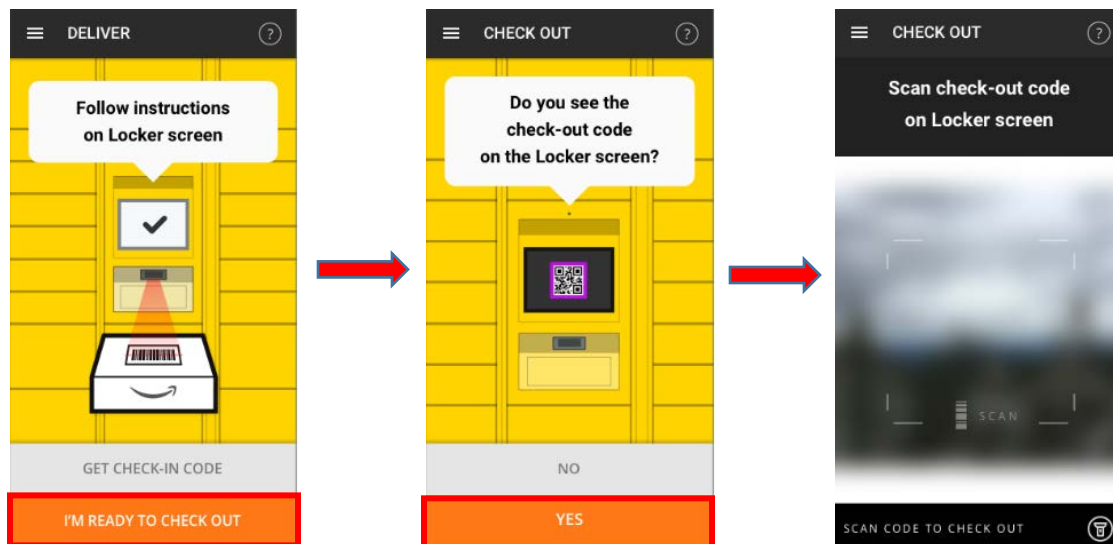 DELIVER
?
Follow instructions
on Locker screen
GET CHECK-IN CODE
I'M READY TO CHECK OUT
CHECK OUT
?
Do you see the
check-out code
on the Locker screen?
NO
YES
CHECK OUT
?
Scan check-out code
on Locker screen
SCAN
SCAN CODE TO CHECK OUT